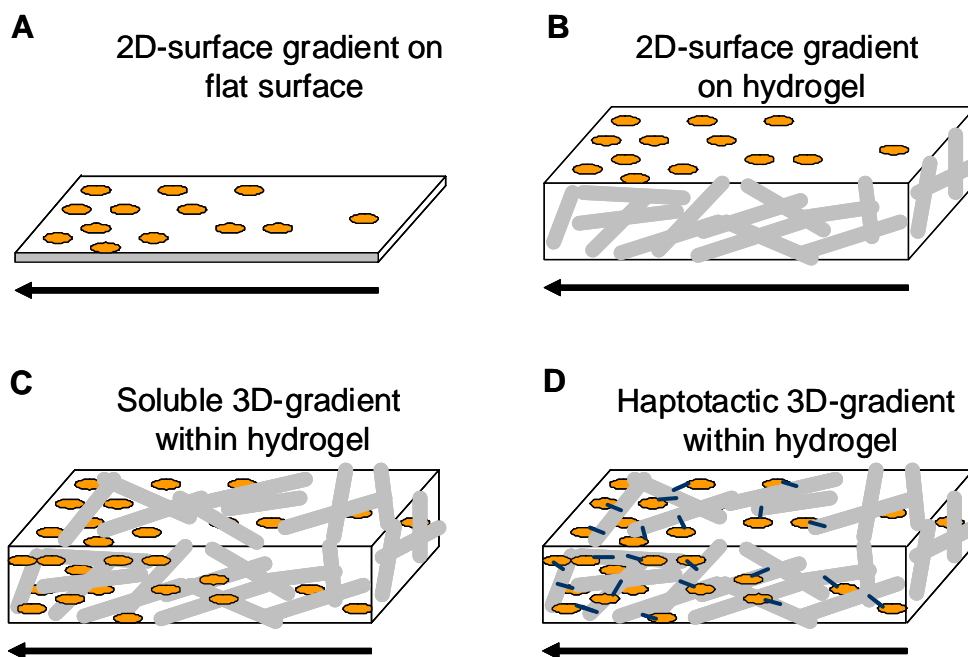 A
2D-surface gradient on
flat surface
B
2D-surface gradient
on hydrogel
C
Soluble 3D-gradient
within hydrogel
D
Haptotactic 3D-gradient
within hydrogel